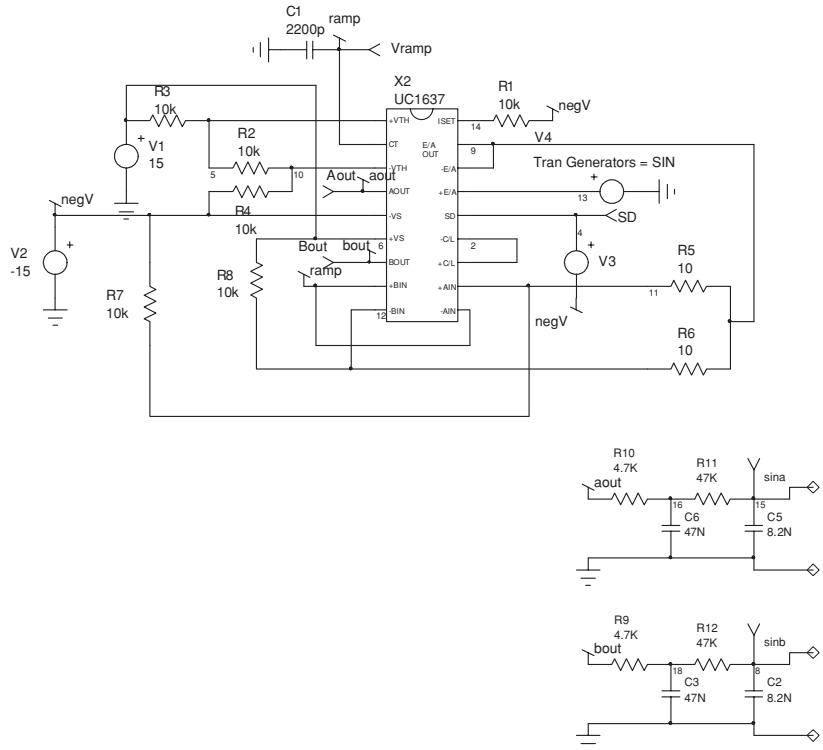 C1
2200p
ramp
Vramp
R3
10k
X2
UC1637
R1
10k
negV
+VTH
ISET
14
V1
15
R2
10k
CT
E/A
OUT
9
V4
5
10
-VTH
-E/A
Tran Generators = SIN
Aout
aout
AOUT
+E/A
13
negV
R4
10k
-VS
SD
SD
4
V2
-15
+VS
6
-C/L
2
Bout
bout
BOUT
+C/L
V3
R8
10k
ramp
+BIN
+AIN
11
R5
10
R7
10k
12
-BIN
-AIN
negV
R6
10
R10
4.7K
R11
47K
sina
aout
16
15
C6
47N
C5
8.2N
R9
4.7K
R12
47K
sinb
bout
18
8
C3
47N
C2
8.2N